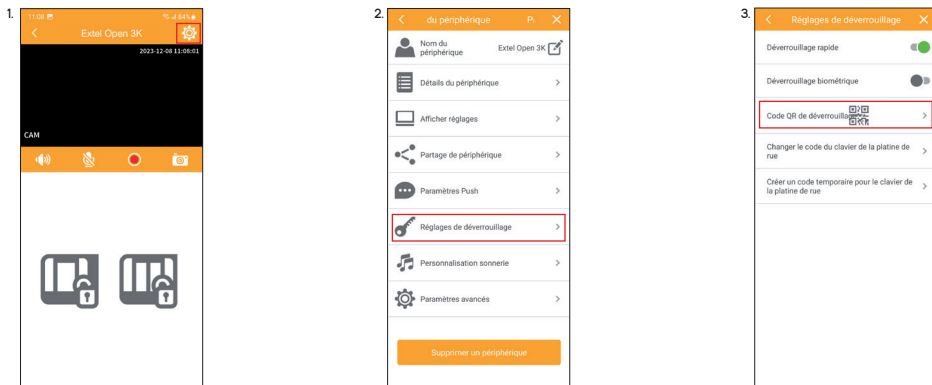 1.
11:08
84%
Extel Open 3K
2023-12-08 11:08:01
CAM
2.
du périphérique P.
Nom du
périphérique
Extel Open 3K
Détails du périphérique
Afficher réglages
Partage de périphérique
Paramètres Push
Réglages de déverrouillage
Personnalisation sonnerie
Paramètres avancés
Supprimer un périphérique
3.
Réglages de déverrouillage
Déverrouillage rapide
Déverrouillage biométrique
Code QR de déverrouillage
Changer le code du clavier de la platine de
rue
Créer un code temporaire pour le clavier de
la platine de rue